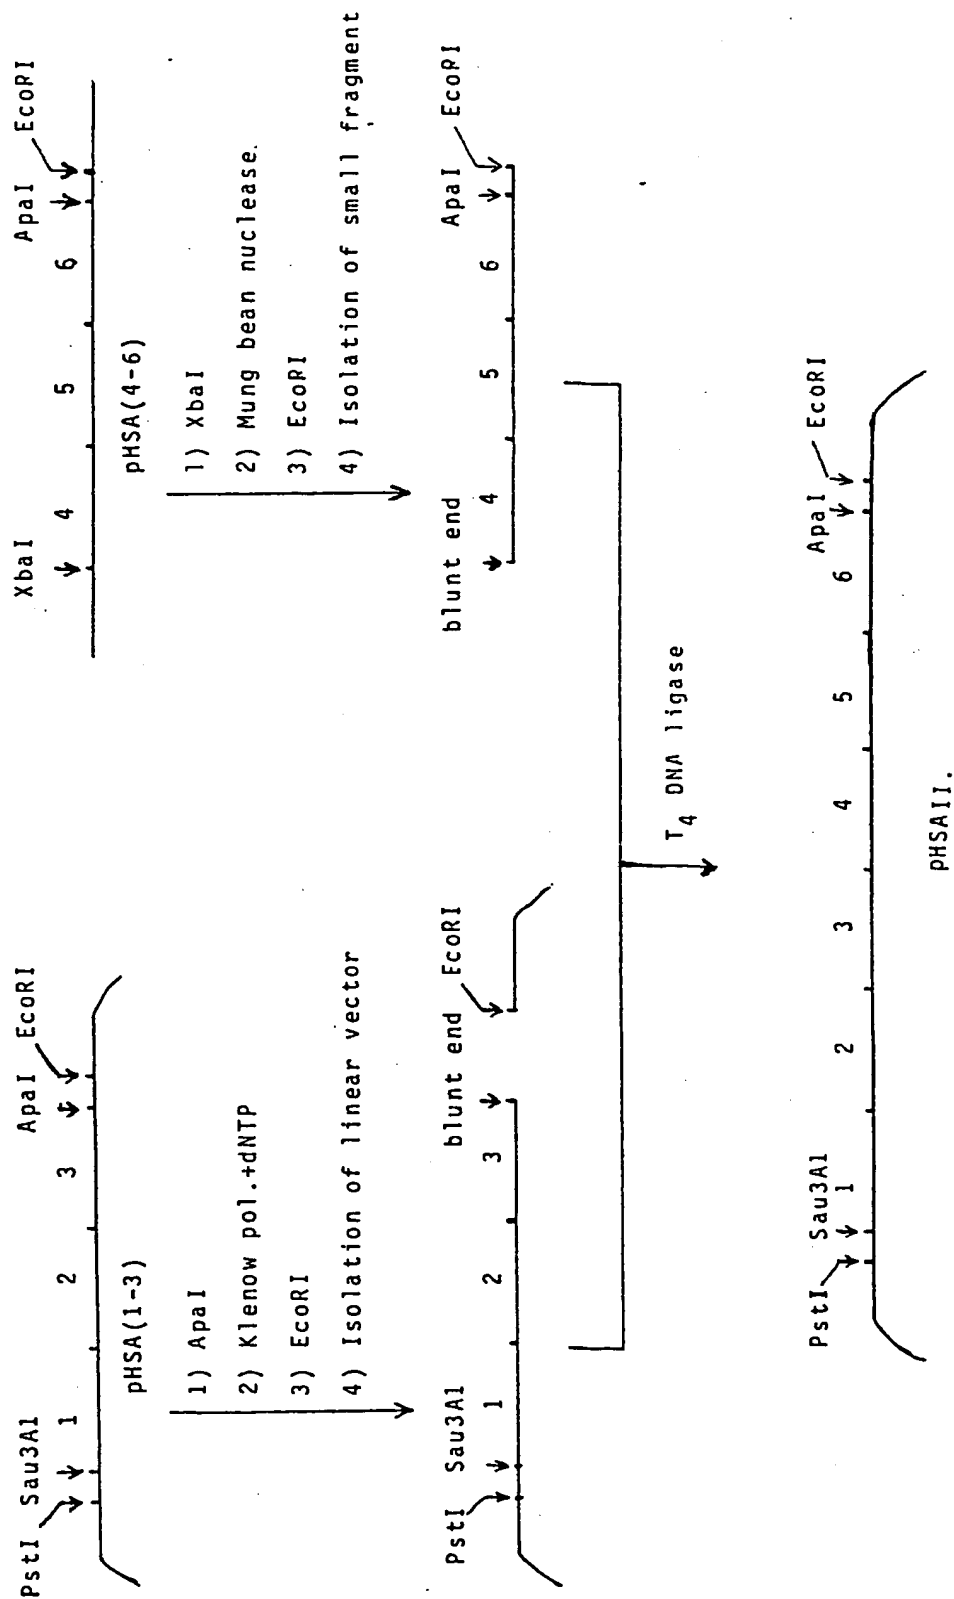 PstI Sau3A1 ApaI EcoRI
1 2 3
pHSA(1-3)
1) ApaI
2) Klenow pol.+dNTP
3) EcoRI
4) Isolation of linear vector
PstI Sau3A1 blunt end EcoRI
1 2 3
XbaI ApaI EcoRI
4 5 6
pHSA(4-6)
1) XbaI
2) Mung bean nuclease.
3) EcoRI
4) Isolation of small fragment
blunt end ApaI EcoRI
4 5 6
T4 DNA ligase
PstI Sau3A1 ApaI EcoRI
1 2 3 4 5 6
pHSAII.